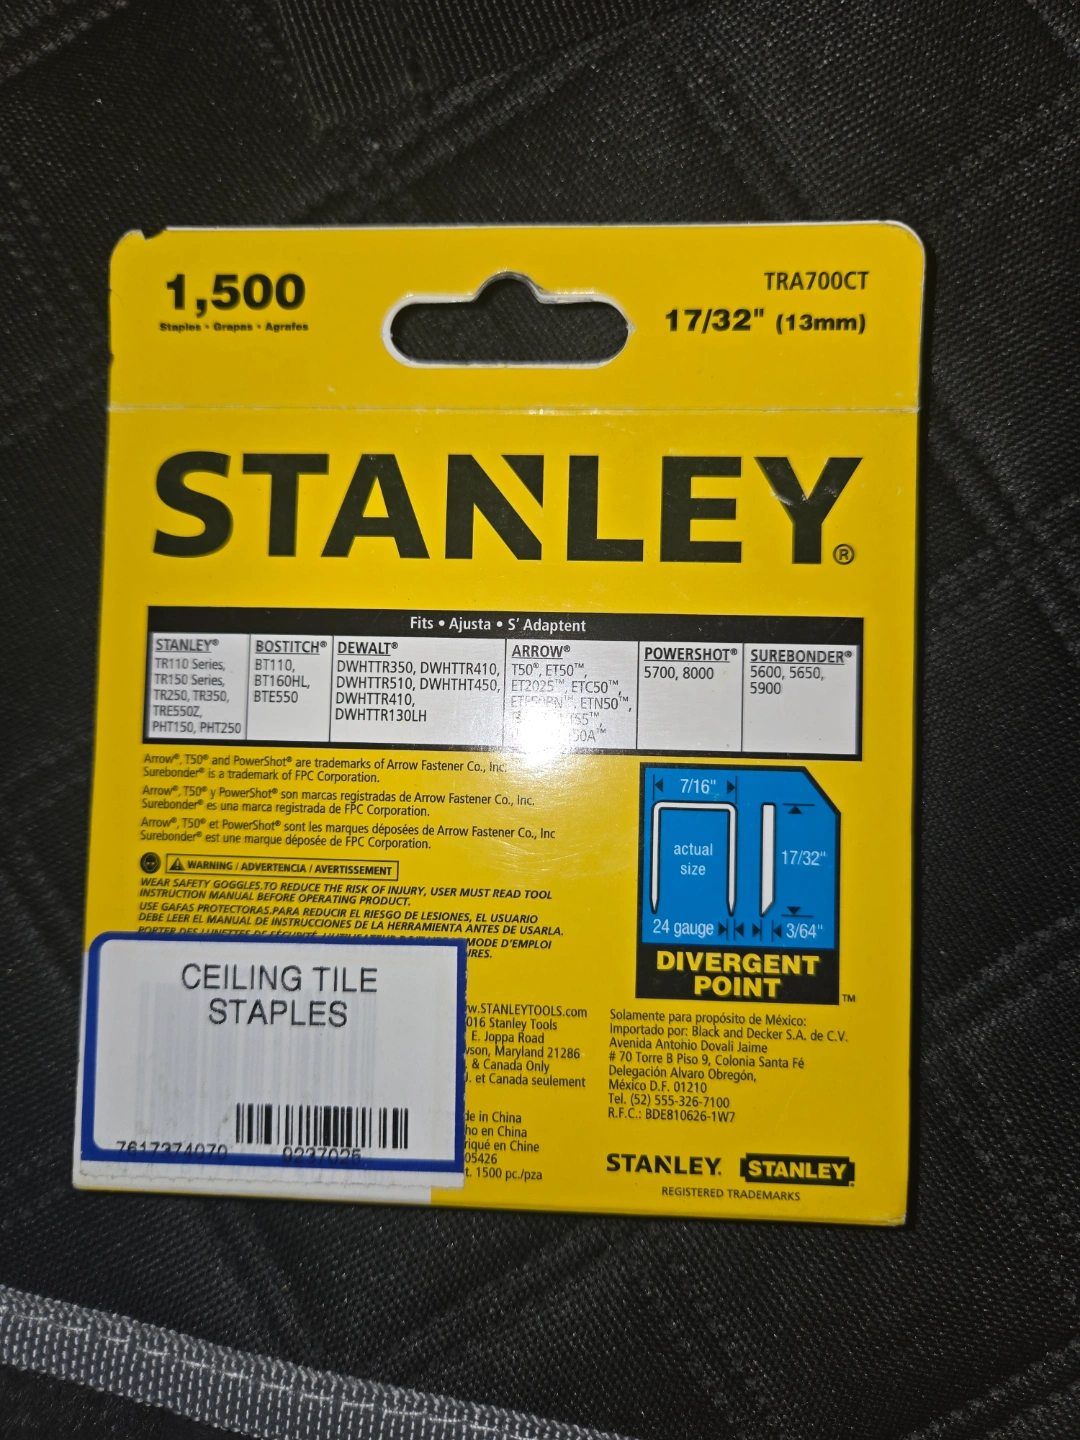 1,500
Staples • Grapas • Agrafes
TRA700CT
17/32" (13mm)
STANLEY®
Fits • Ajusta • S' Adaptent
STANLEY®
TR110 Series,
TR150 Series,
TR250, TR350,
TRE550Z,
PHT150, PHT250
BOSTITCH®
BT110,
BT160HL,
BTE550
DEWALT®
DWHTTR350, DWHTTR410,
DWHTTR510, DWHTHT450,
DWHTTR410,
DWHTTR130LH
ARROW®
T50®, ET50™,
ET2025™, ETC50™,
ETN50™,
POWERSHOT®
5700, 8000
SUREBONDER®
5600, 5650,
5900
Arrow®, T50® and PowerShot® are trademarks of Arrow Fastener Co., Inc.
Surebonder® is a trademark of FPC Corporation.
Arrow®, T50® y PowerShot® son marcas registradas de Arrow Fastener Co., Inc.
Surebonder® es una marca registrada de FPC Corporation.
Arrow®, T50® et PowerShot® sont les marques déposées de Arrow Fastener Co., Inc
Surebonder® est une marque déposée de FPC Corporation.
WARNING / ADVERTENCIA / AVERTISSEMENT
WEAR SAFETY GOGGLES.TO REDUCE THE RISK OF INJURY, USER MUST READ TOOL
INSTRUCTION MANUAL BEFORE OPERATING PRODUCT.
USE GAFAS PROTECTORAS.PARA REDUCIR EL RIESGO DE LESIONES, EL USUARIO
DEBE LEER EL MANUAL DE INSTRUCCIONES DE LA HERRAMIENTA ANTES DE USARLA.
MODE D'EMPLOI
7/16"
actual
size
17/32"
24 gauge
3/64"
DIVERGENT
POINT™
CEILING TILE
STAPLES
7617374070 0237026
w.STANLEYTOOLS.com
016 Stanley Tools
E. Joppa Road
wson, Maryland 21286
& Canada Only
. et Canada seulement
de in China
ho en China
riqué en Chine
05426
t. 1500 pc./pza
Solamente para propósito de México:
Importado por: Black and Decker S.A. de C.V.
Avenida Antonio Dovali Jaime
# 70 Torre B Piso 9, Colonia Santa Fé
Delegación Alvaro Obregón,
México D.F. 01210
Tel. (52) 555-326-7100
R.F.C.: BDE810626-1W7
STANLEY. STANLEY.
REGISTERED TRADEMARKS